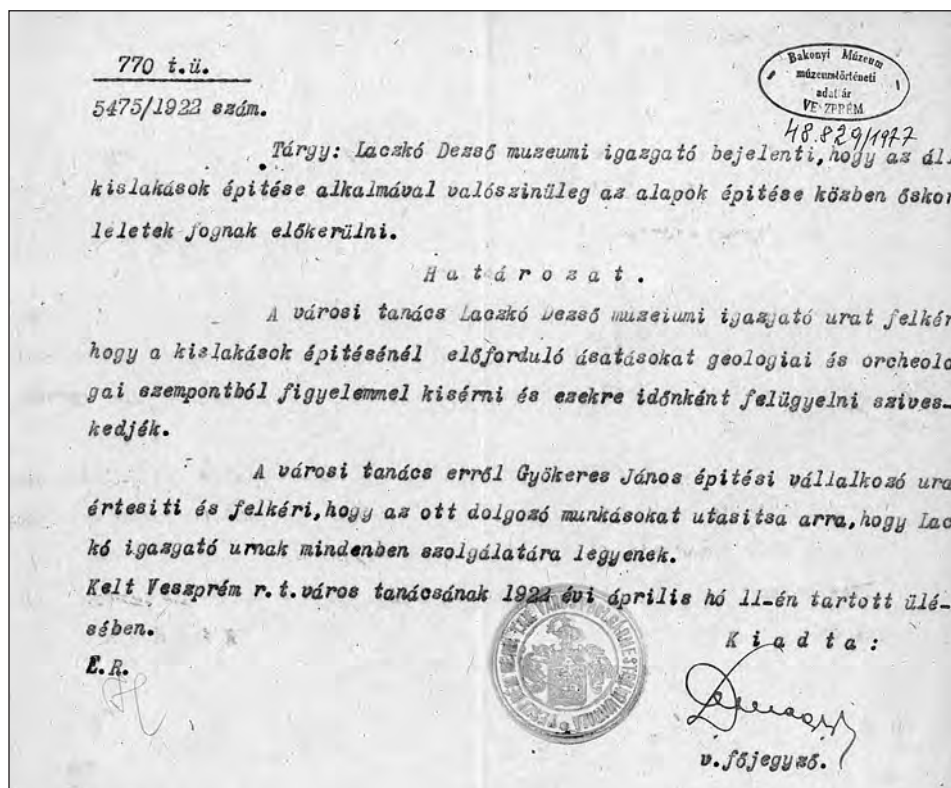 770 t.ü.
5475/1922 szám.
Bakonyi Múzeum
múzeumtörténeti
adattár
VESZPRÉM
48.829/1977
Tárgy: Laczkó Dezső muzeumi igazgató bejelenti,hogy az áll
kislakások épitése alkalmával valószinüleg az alapok épitése közben őskor
leletek fognak előkerülni.
H a t á r o z a t .
A városi tanács Laczkó Dezső muzeiumi igazgató urat felkér
hogy a kislakások épitésénél előforduló ásatásokat geologiai és orcheolo
gai szempontból figyelemmel kisérni és ezekre időnként felügyelni szives-
kedjék.
A városi tanács erről Gyökeres János épitési vállalkozó ura
értesiti és felkéri,hogy az ott dolgozó munkásokat utasitsa arra,hogy Lac
kó igazgató urnak mindenben szolgálatára legyenek.
Kelt Veszprém r.t.város tanácsának 1922 évi április hó 11-én tartott ülé-
sében.
K i a d t a :
E.R.
v.főjegyző.